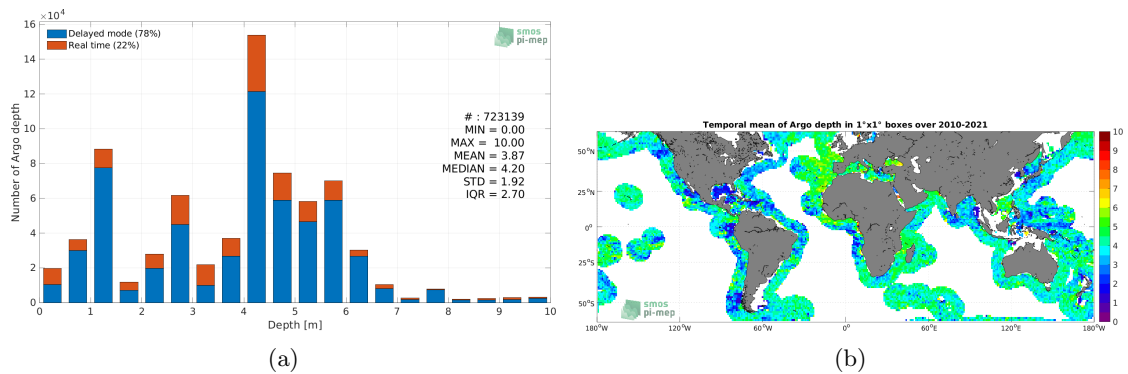 ×10⁴
16
14
12
10
8
6
4
2
0
Number of Argo depth
Delayed mode (78%)
Real time (22%)
smos
pi-mep
# : 723139
MIN = 0.00
MAX = 10.00
MEAN = 3.87
MEDIAN = 4.20
STD = 1.92
IQR = 2.70
0 1 2 3 4 5 6 7 8 9 10
Depth [m]
(a)
Temporal mean of Argo depth in 1°x1° boxes over 2010-2021
50°N
25°N
0°
25°S
50°S
smos
pi-mep
180°W 120°W 60°W 0° 60°E 120°E 180°W
10
9
8
7
6
5
4
3
2
1
0
(b)